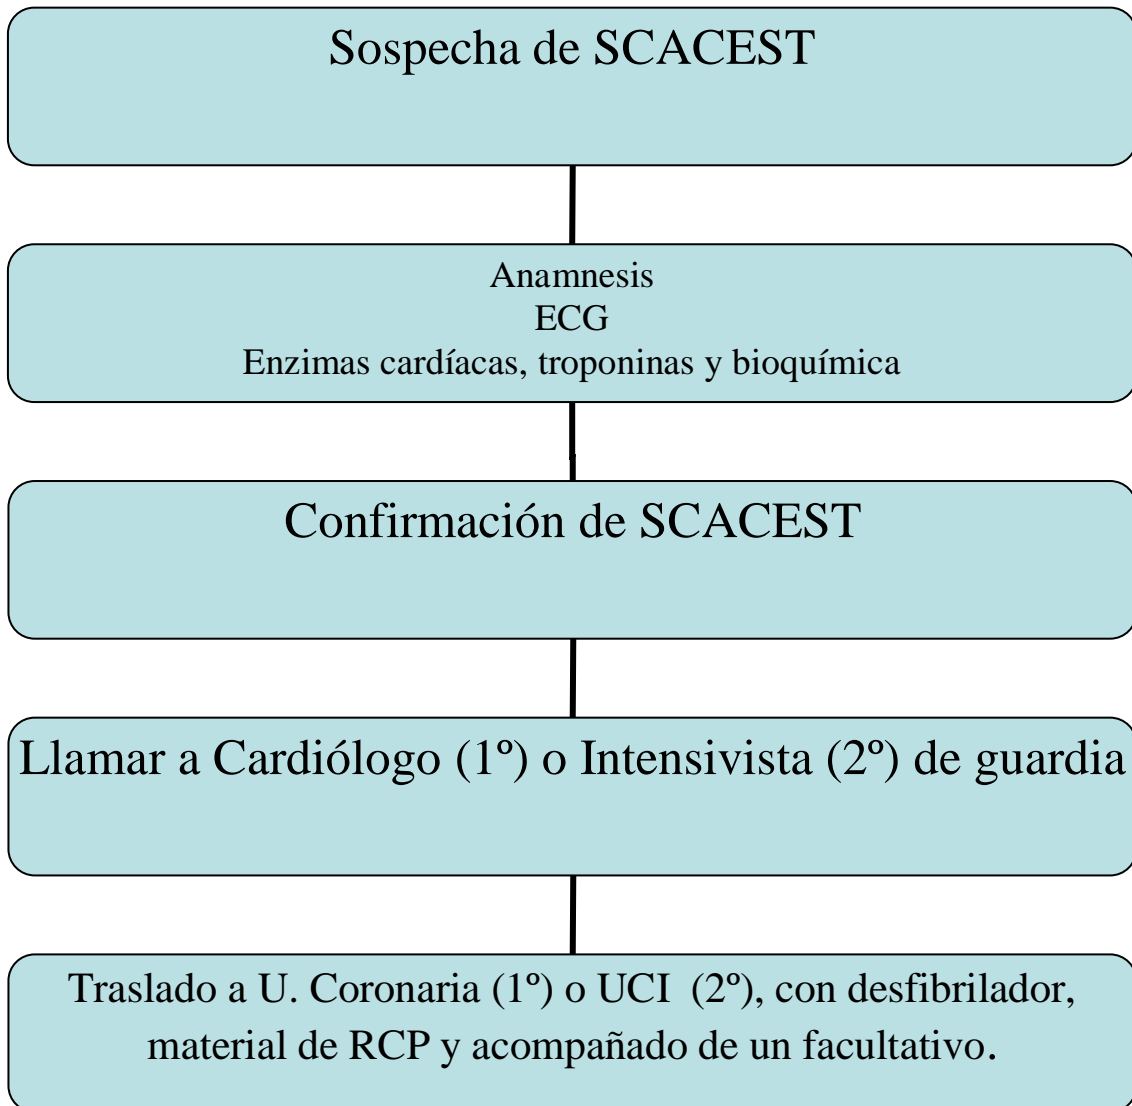 Sospecha de SCACEST
Anamnesis
ECG
Enzimas cardíacas, troponinas y bioquímica
Confirmación de SCACEST
Llamar a Cardiólogo (1º) o Intensivista (2º) de guardia
Traslado a U. Coronaria (1º) o UCI (2º), con desfibrilador,
material de RCP y acompañado de un facultativo.